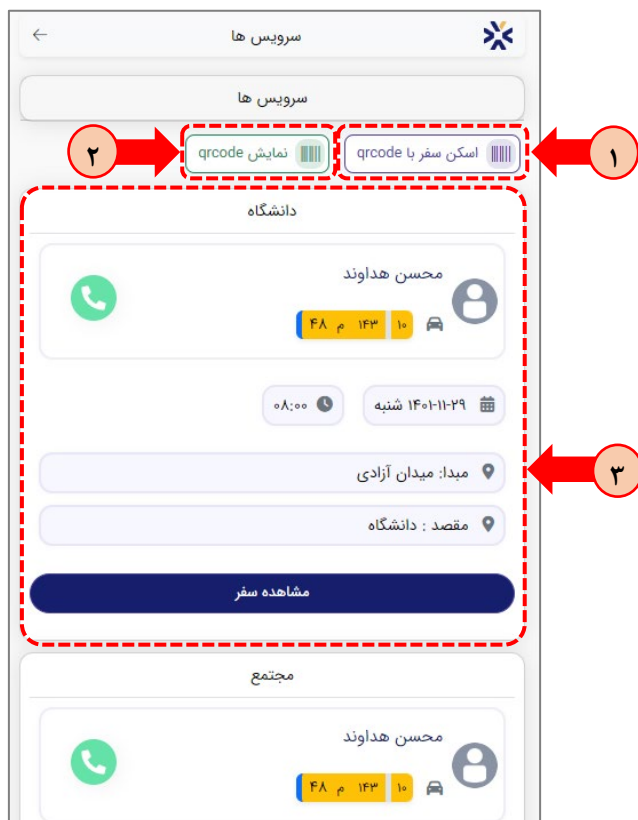 سرویس ها
سرویس ها
۱
اسکن سفر با qrcode
نمایش qrcode
۲
دانشگاه
محسن هداوند
۴۸ م ۱۴۳ ۱۰
۱۴۰۱-۱۱-۲۹ شنبه
۰۸:۰۰
مبدا: میدان آزادی
۳
مقصد : دانشگاه
مشاهده سفر
مجتمع
محسن هداوند
۴۸ م ۱۴۳ ۱۰